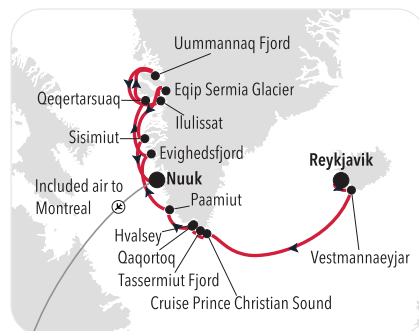 Uummannaq Fjord
Eqip Sermia Glacier
Qeqertarsuaq
Ilulissat
Sisimiut
Evighedsfjord
Reykjavik
Nuuk
Included air to
Montreal
Paamiut
Hvalsey
Qaqortoq
Vestmannaeyjar
Tassermiut Fjord
Cruise Prince Christian Sound